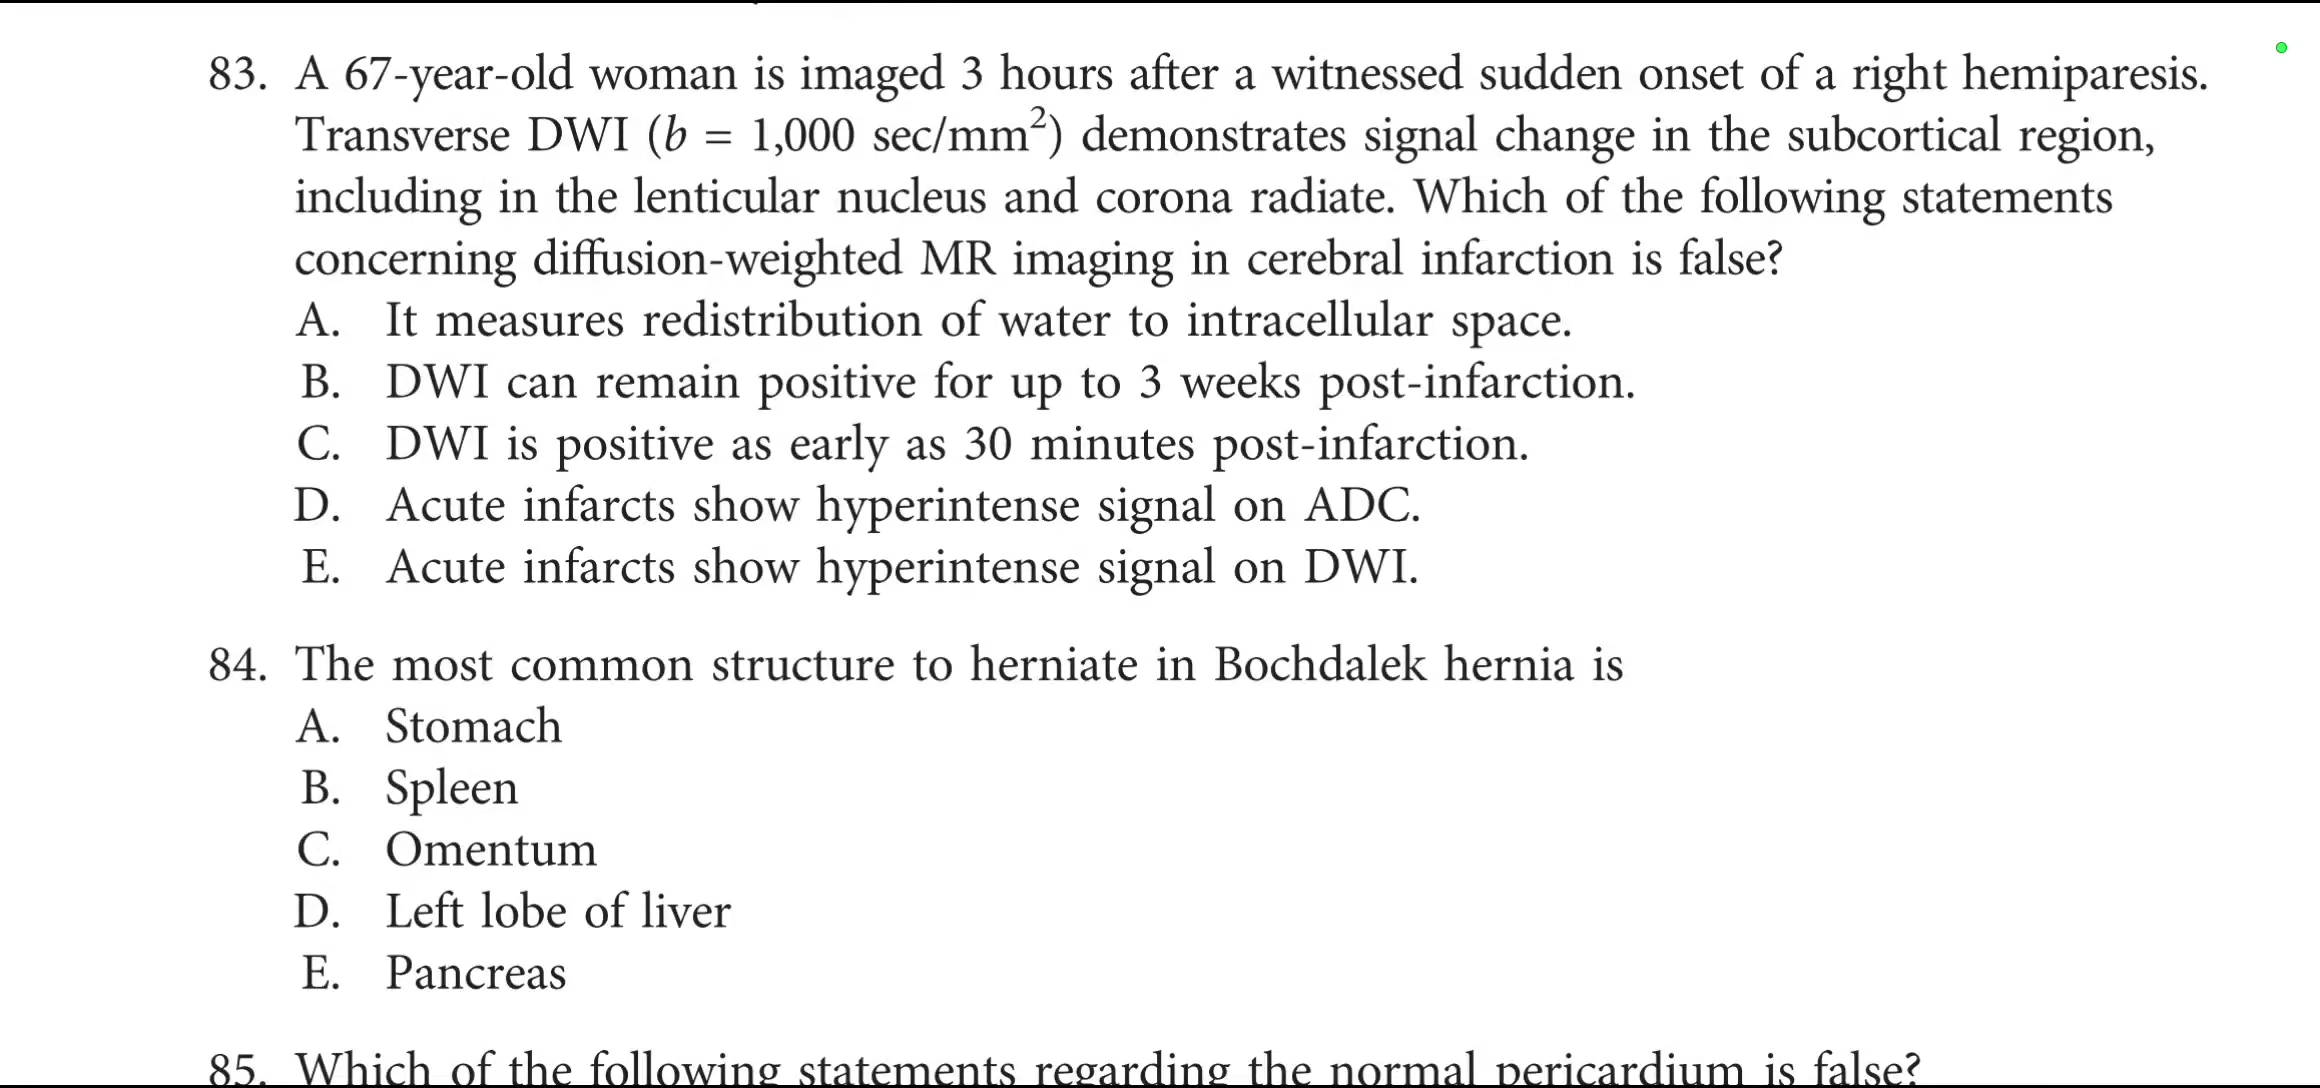 83. A 67-year-old woman is imaged 3 hours after a witnessed sudden onset of a right hemiparesis.
Transverse DWI (b = 1,000 sec/mm²) demonstrates signal change in the subcortical region,
including in the lenticular nucleus and corona radiate. Which of the following statements
concerning diffusion-weighted MR imaging in cerebral infarction is false?
A. It measures redistribution of water to intracellular space.
B. DWI can remain positive for up to 3 weeks post-infarction.
C. DWI is positive as early as 30 minutes post-infarction.
D. Acute infarcts show hyperintense signal on ADC.
E. Acute infarcts show hyperintense signal on DWI.
84. The most common structure to herniate in Bochdalek hernia is
A. Stomach
B. Spleen
C. Omentum
D. Left lobe of liver
E. Pancreas
85. Which of the following statements regarding the normal pericardium is false?